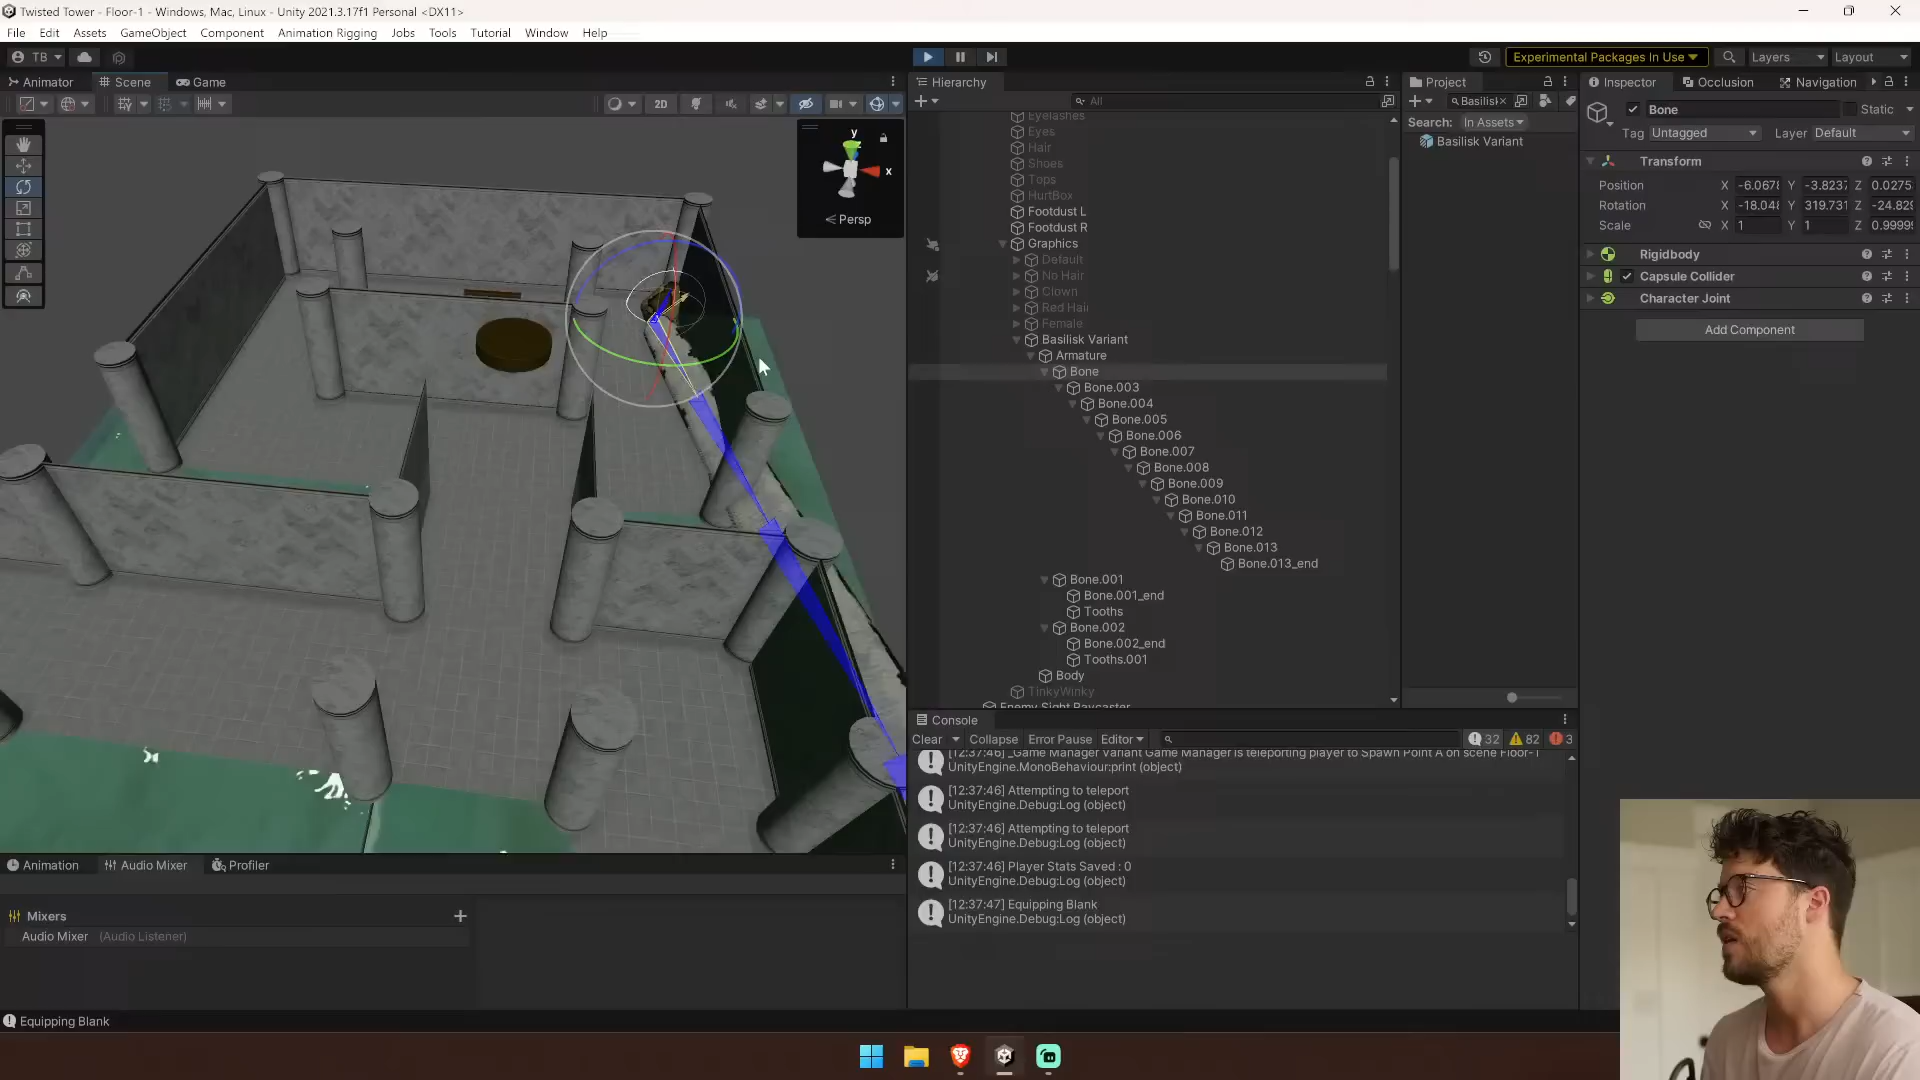 Twisted Tower - Floor-1 - Windows, Mac, Linux - Unity 2021.3.17f1 Personal <DX11>
File Edit Assets GameObject Component Animation Rigging Jobs Tools Tutorial Window Help
TB Experimental Packages In Use Layers Layout
Animator Scene Game
2D
y
x
Persp
Hierarchy
All
Eyelashes
Eyes
Hair
Shoes
Tops
HurtBox
Footdust L
Footdust R
Graphics
Default
No Hair
Clown
Red Hair
Female
Basilisk Variant
Armature
Bone
Bone.003
Bone.004
Bone.005
Bone.006
Bone.007
Bone.008
Bone.009
Bone.010
Bone.011
Bone.012
Bone.013
Bone.013_end
Bone.001
Bone.001_end
Tooths
Bone.002
Bone.002_end
Tooths.001
Body
TinkyWinky
Enemy Sight Raycaster
Project
Basilisk
Search: In Assets
Basilisk Variant
Inspector Occlusion Navigation
Bone Static
Tag Untagged Layer Default
Transform
Position X -6.067 Y -3.823 Z 0.0275
Rotation X -18.04 Y 319.731 Z -24.829
Scale X 1 Y 1 Z 0.9999
Rigidbody
Capsule Collider
Character Joint
Add Component
Console
Clear Collapse Error Pause Editor 32 82 3
[12:37:46] _Game Manager Variant Game Manager is teleporting player to Spawn Point A on scene Floor-1
UnityEngine.MonoBehaviour:print (object)
[12:37:46] Attempting to teleport
UnityEngine.Debug:Log (object)
[12:37:46] Attempting to teleport
UnityEngine.Debug:Log (object)
[12:37:46] Player Stats Saved : 0
UnityEngine.Debug:Log (object)
[12:37:47] Equipping Blank
UnityEngine.Debug:Log (object)
Animation Audio Mixer Profiler
Mixers
Audio Mixer (Audio Listener)
Equipping Blank